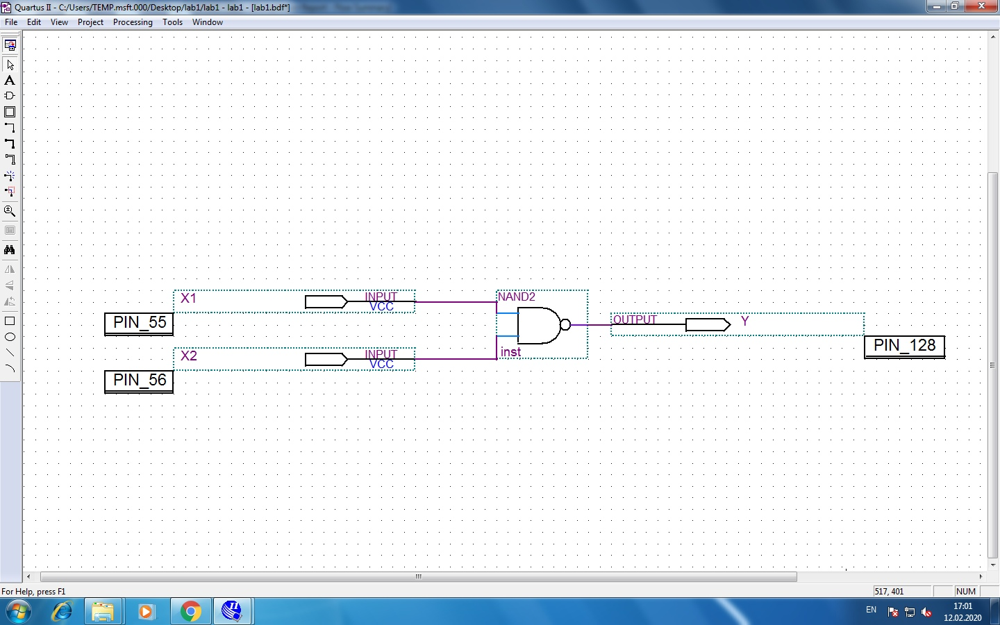 Quartus II - C:/Users/TEMP.msft.000/Desktop/lab1/lab1 - lab1 - [lab1.bdf*]
File Edit View Project Processing Tools Window
X1
INPUT
VCC
PIN_55
X2
INPUT
VCC
PIN_56
NAND2
inst
OUTPUT
Y
PIN_128
For Help, press F1
517, 401
NUM
EN
17:01
12.02.2020